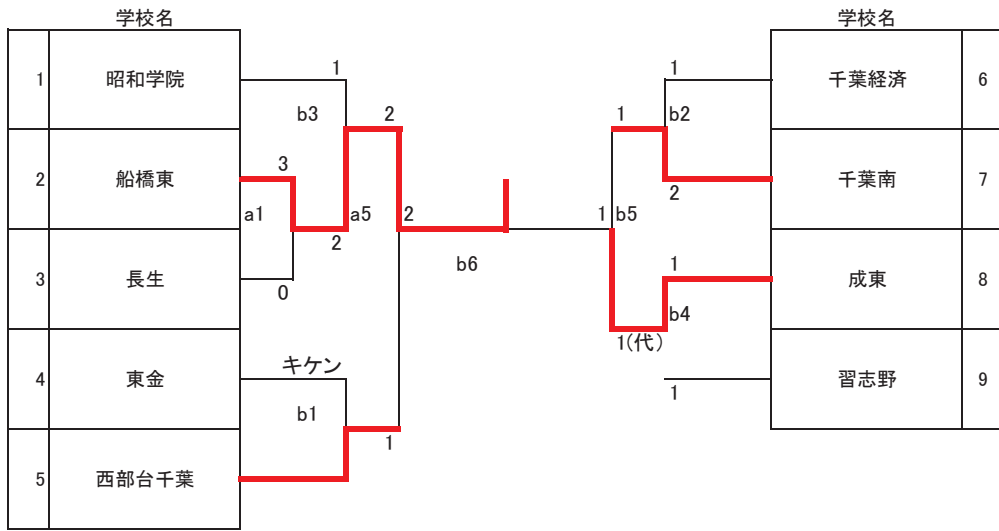 学校名 学校名
1 昭和学院 1 1 千葉経済 6
b3 2 1 b2
2 船橋東 3 2 千葉南 7
a1 a5 2 1 b5
2
3 長生 0 b6 1 成東 8
b4
キケン 1(代)
4 東金 1 習志野 9
b1
1
5 西部台千葉